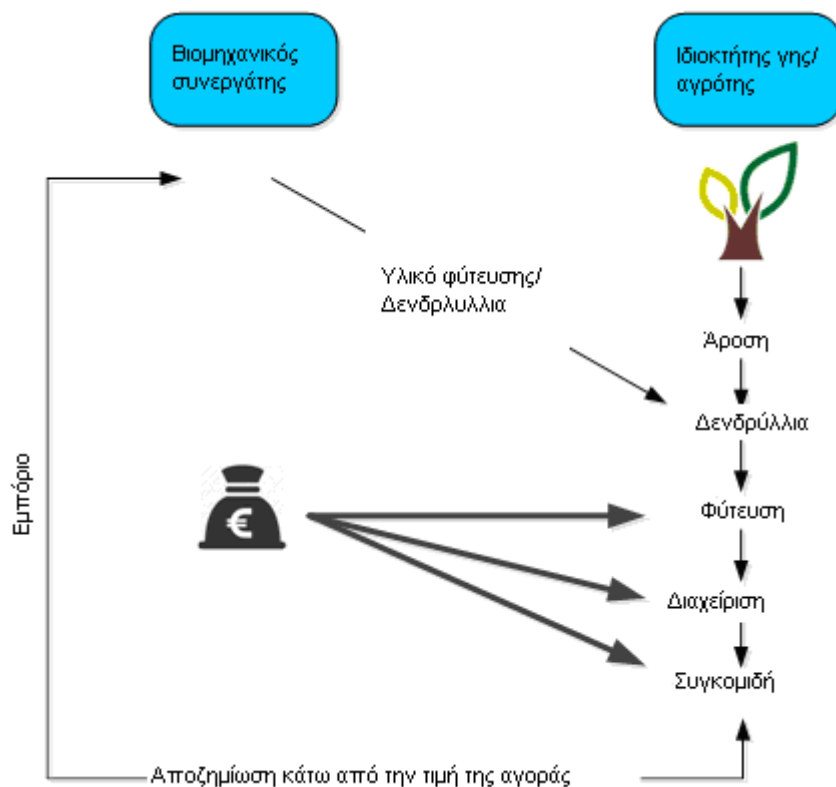 Βιομηχανικός
συνεργάτης
Ιδιοκτήτης γης/
αγρότης
Υλικό φύτευσης/
Δενδρλυλλια
Άροση
Δενδρύλλια
Εμπόριο
€
Φύτευση
Διαχείριση
Συγκομιδή
Αποζημίωση κάτω από την τιμή της αγοράς